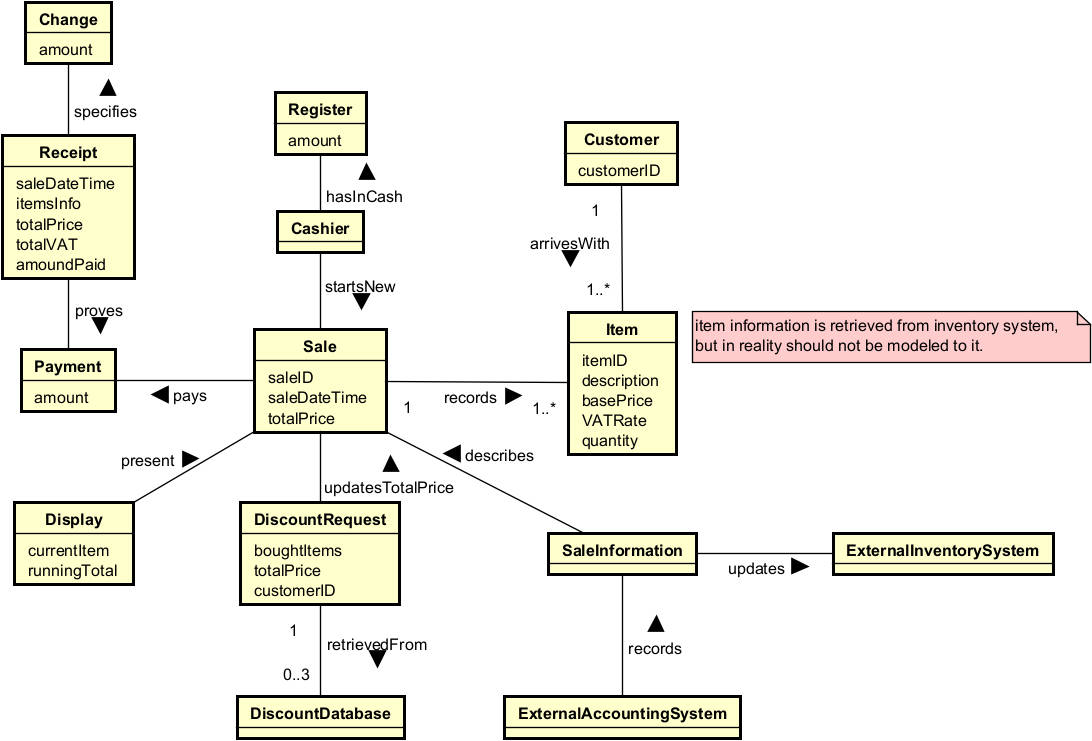 Change
amount
specifies
Receipt
saleDateTime
itemsInfo
totalPrice
totalVAT
amoundPaid
proves
Payment
amount
pays
Register
amount
hasInCash
Cashier
startsNew
Sale
saleID
saleDateTime
totalPrice
Customer
customerID
1
arrivesWith
1..*
Item
itemID
description
basePrice
VATRate
quantity
item information is retrieved from inventory system,
but in reality should not be modeled to it.
1
records
1..*
present
Display
currentItem
runningTotal
updatesTotalPrice
describes
DiscountRequest
boughtItems
totalPrice
customerID
1
retrievedFrom
0..3
DiscountDatabase
SaleInformation
updates
ExternalInventorySystem
records
ExternalAccountingSystem